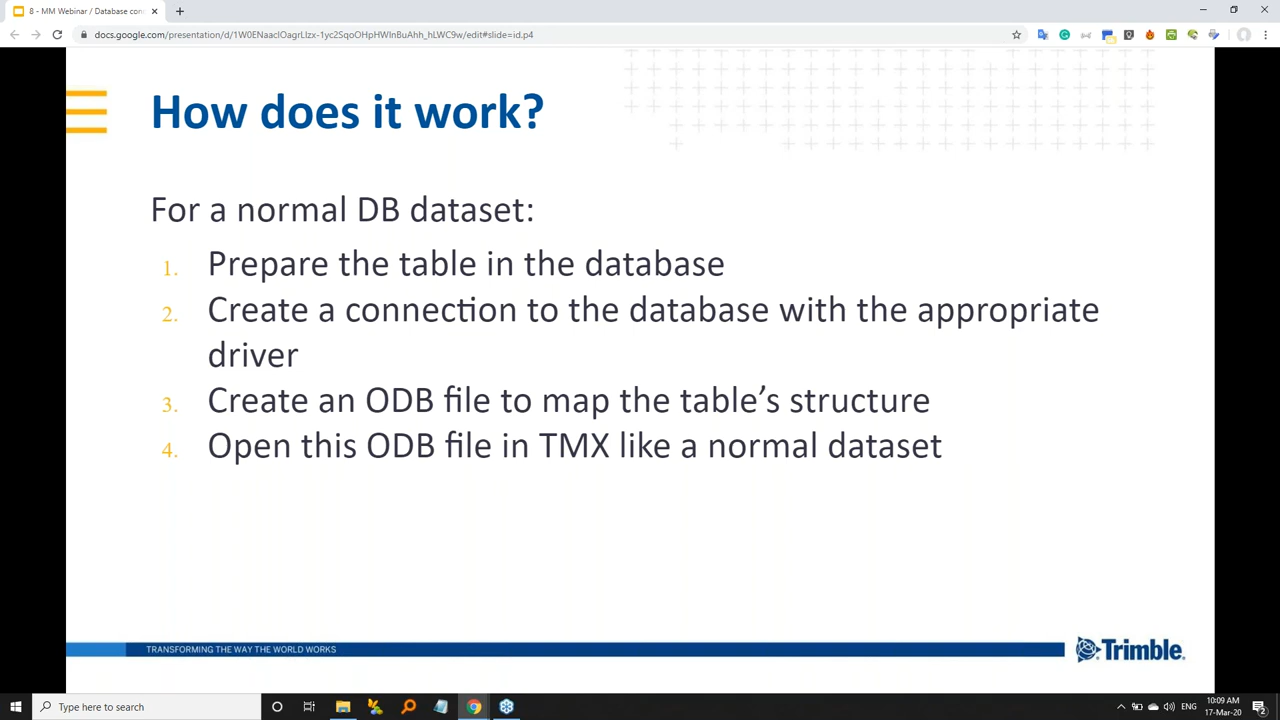 8 - MM Webinar / Database con
docs.google.com/presentation/d/1W0ENaaclOagrLIzx-1yc2SqoOHpHWInBuAhh_hLWC9w/edit#slide=id.p4
How does it work?
For a normal DB dataset:
1. Prepare the table in the database
2. Create a connection to the database with the appropriate
driver
3. Create an ODB file to map the table’s structure
4. Open this ODB file in TMX like a normal dataset
TRANSFORMING THE WAY THE WORLD WORKS
Trimble.
Type here to search
ENG
10:09 AM
17-Mar-20
2